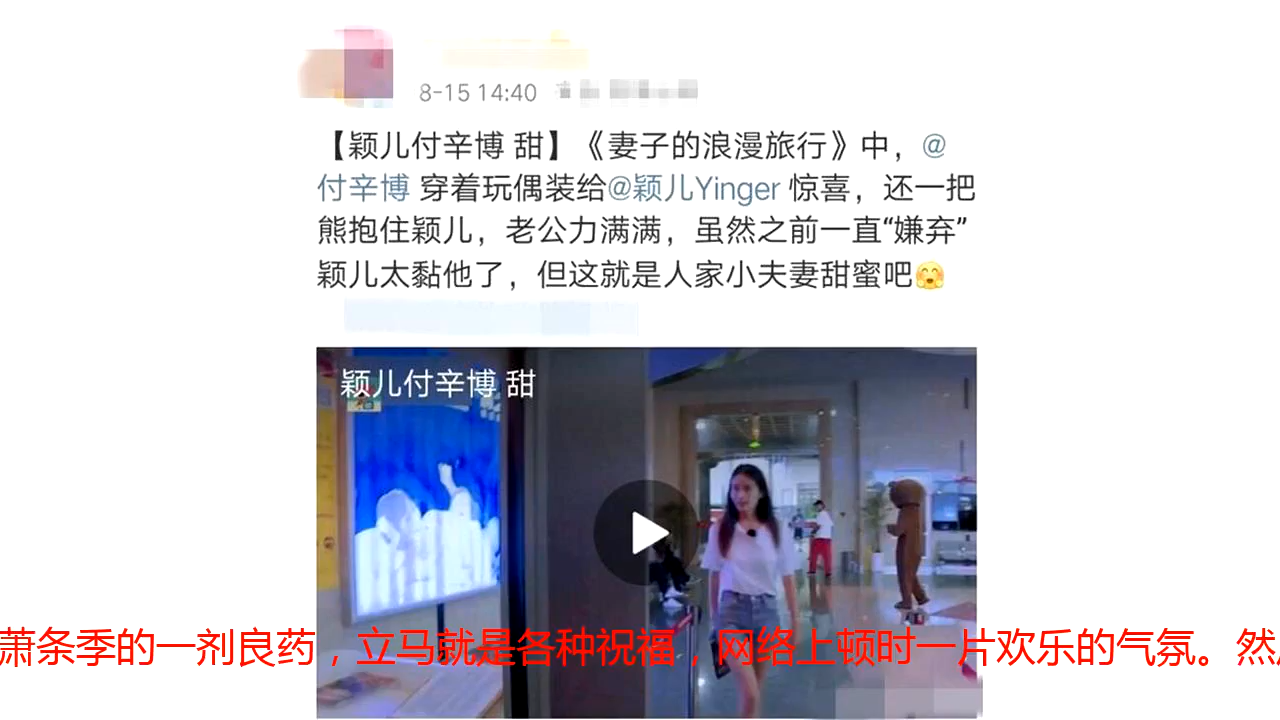 8-15 14:40
【颖儿付辛博 甜】《妻子的浪漫旅行》中，@
付辛博 穿着玩偶装给@颖儿Yinger 惊喜，还一把
熊抱住颖儿，老公力满满，虽然之前一直“嫌弃”
颖儿太黏他了，但这就是人家小夫妻甜蜜吧🤗
颖儿付辛博 甜
萧条季的一剂良药，立马就是各种祝福，网络上顿时一片欢乐的气氛。然